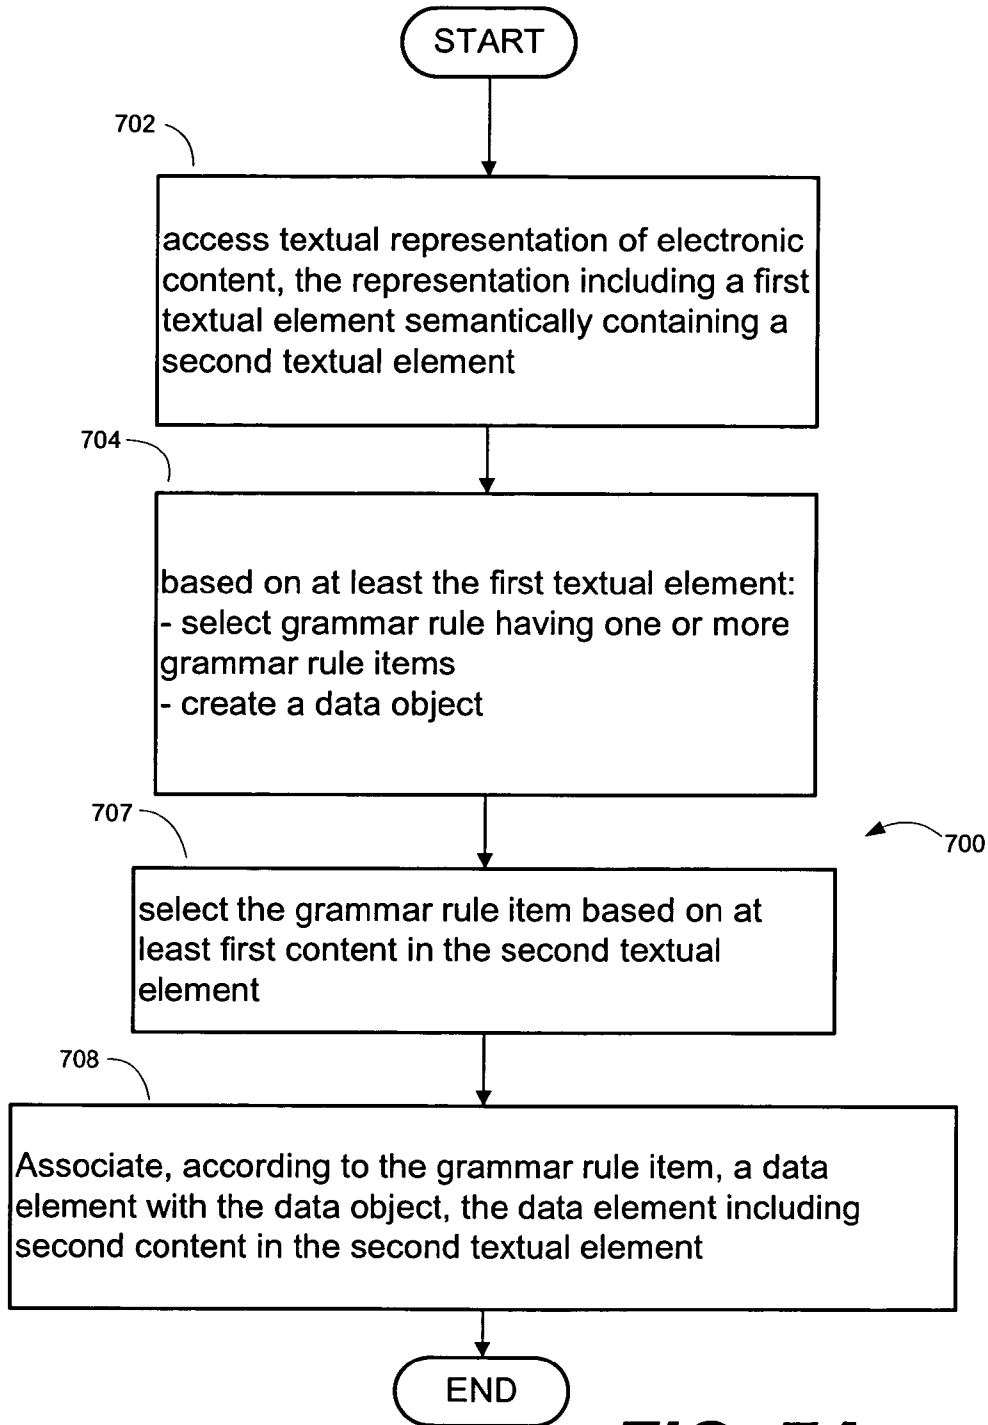 START
702
access textual representation of electronic
content, the representation including a first
textual element semantically containing a
second textual element
704
based on at least the first textual element:
- select grammar rule having one or more
grammar rule items
- create a data object
707
700
select the grammar rule item based on at
least first content in the second textual
element
708
Associate, according to the grammar rule item, a data
element with the data object, the data element including
second content in the second textual element
END